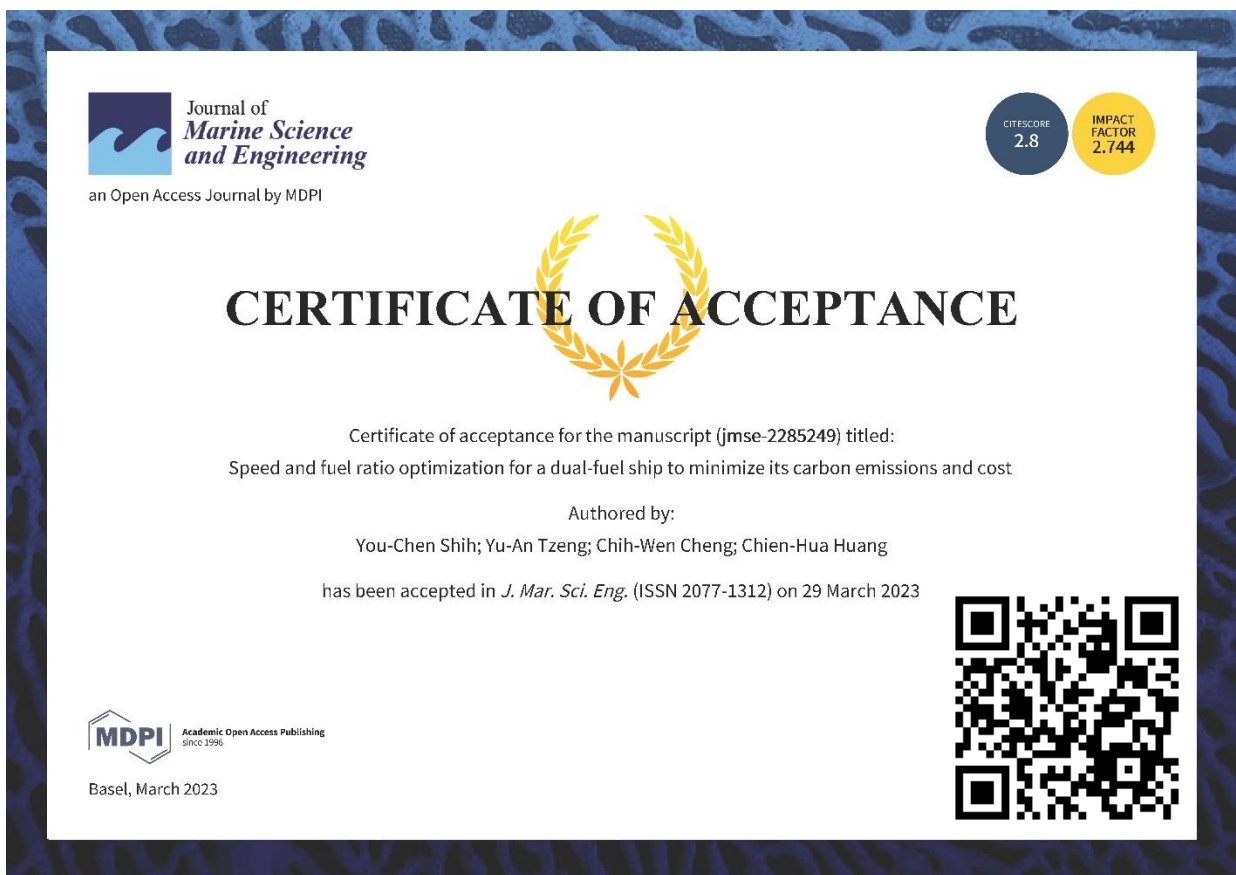 Journal of
Marine Science
and Engineering
an Open Access Journal by MDPI
CITESCORE
2.8
IMPACT
FACTOR
2.744
CERTIFICATE OF ACCEPTANCE
Certificate of acceptance for the manuscript (jmse-2285249) titled:
Speed and fuel ratio optimization for a dual-fuel ship to minimize its carbon emissions and cost
Authored by:
You-Chen Shih; Yu-An Tzeng; Chih-Wen Cheng; Chien-Hua Huang
has been accepted in J. Mar. Sci. Eng. (ISSN 2077-1312) on 29 March 2023
MDPI
Academic Open Access Publishing
since 1996
Basel, March 2023